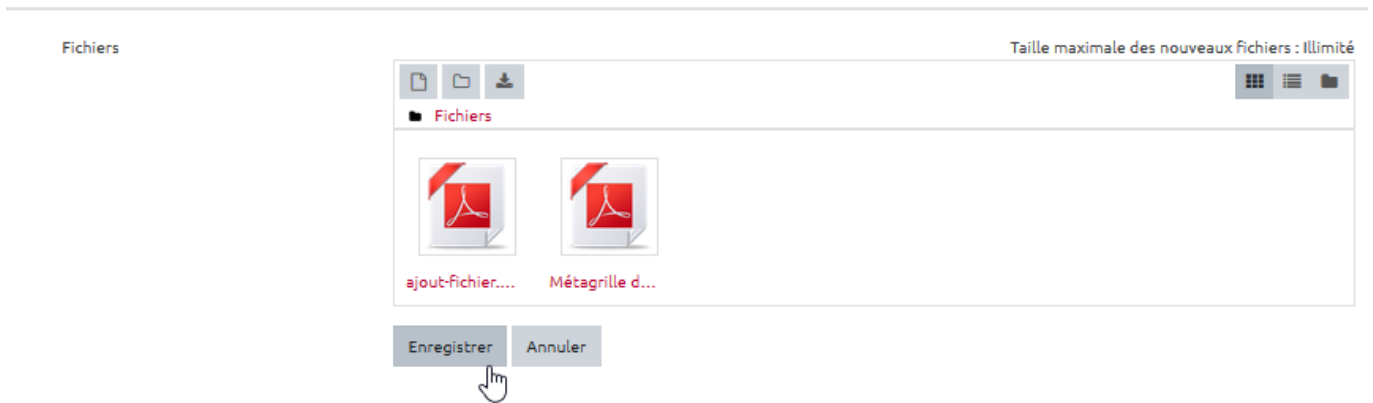 Fichiers
Taille maximale des nouveaux fichiers : Illimité
Fichiers
ajout-fichier.... Métagrille d...
Enregistrer Annuler